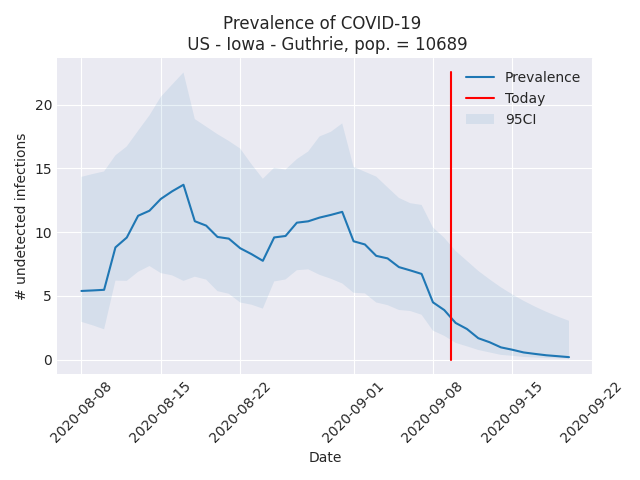 Prevalence of COVID-19
US - Iowa - Guthrie, pop. = 10689
Prevalence
Today
95CI
# undetected infections
20
15
10
5
0
2020-08-08
2020-08-15
2020-08-22
2020-09-01
2020-09-08
2020-09-15
2020-09-22
Date